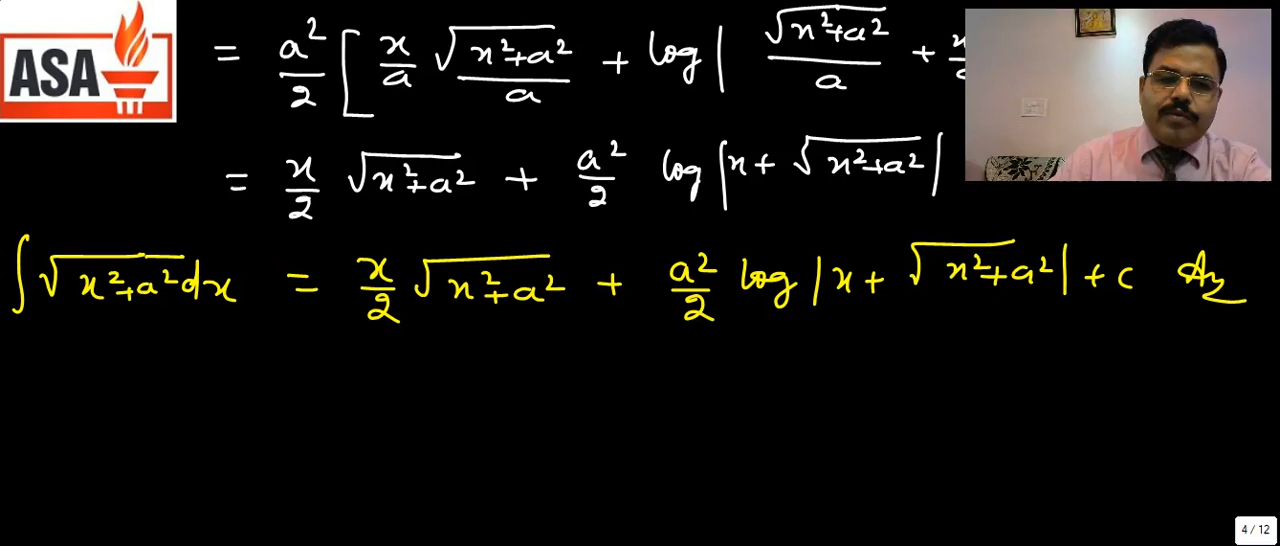 ASA
= a²/2 [ x/a √(x²+a²)/a + log| √(x²+a²)/a +
= x/2 √(x²+a²) + a²/2 log|x + √(x²+a²)|
∫√(x²+a²) dx = x/2 √(x²+a²) + a²/2 log|x + √(x²+a²)| + c Ans
4 / 12